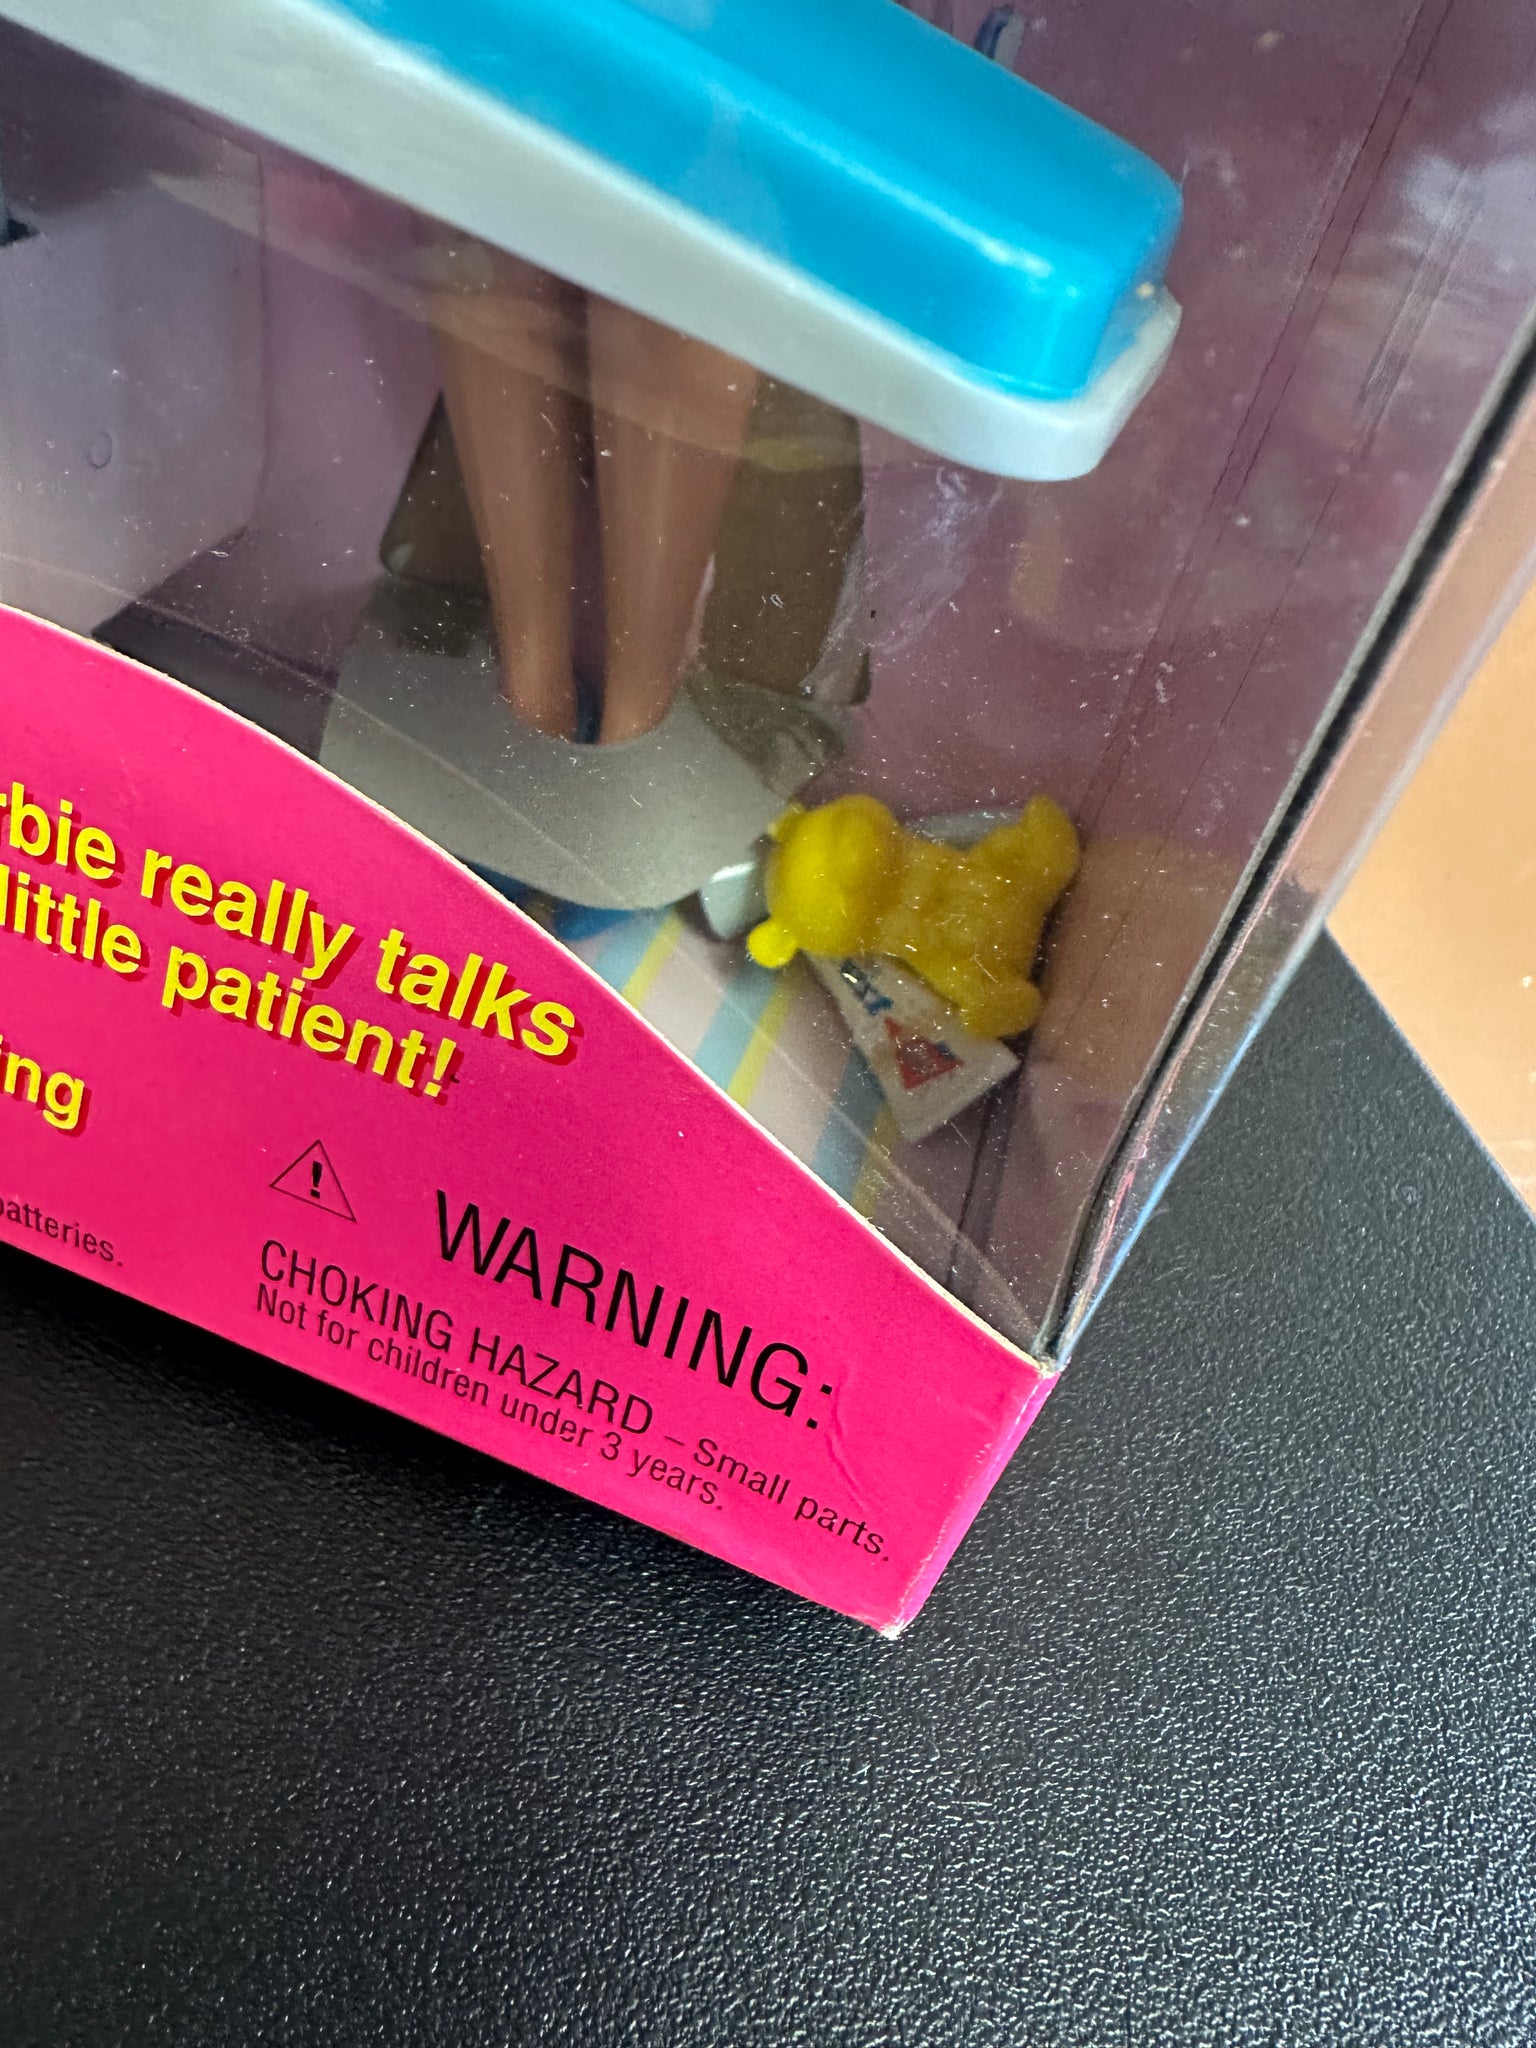 rbie really talks
little patient!
ing
batteries.
!
WARNING:
CHOKING HAZARD – Small parts.
Not for children under 3 years.